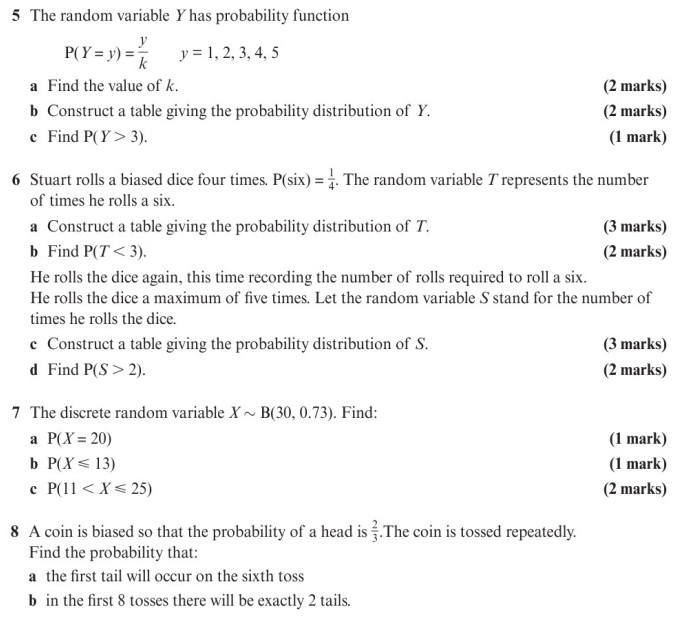 5 The random variable Y has probability function
P(Y = y) = y/k y = 1, 2, 3, 4, 5
a Find the value of k. (2 marks)
b Construct a table giving the probability distribution of Y. (2 marks)
c Find P(Y > 3). (1 mark)
6 Stuart rolls a biased dice four times. P(six) = 1/4. The random variable T represents the number
of times he rolls a six.
a Construct a table giving the probability distribution of T. (3 marks)
b Find P(T < 3). (2 marks)
He rolls the dice again, this time recording the number of rolls required to roll a six.
He rolls the dice a maximum of five times. Let the random variable S stand for the number of
times he rolls the dice.
c Construct a table giving the probability distribution of S. (3 marks)
d Find P(S > 2). (2 marks)
7 The discrete random variable X ~ B(30, 0.73). Find:
a P(X = 20) (1 mark)
b P(X ⩽ 13) (1 mark)
c P(11 < X ⩽ 25) (2 marks)
8 A coin is biased so that the probability of a head is 2/3.The coin is tossed repeatedly.
Find the probability that:
a the first tail will occur on the sixth toss
b in the first 8 tosses there will be exactly 2 tails.